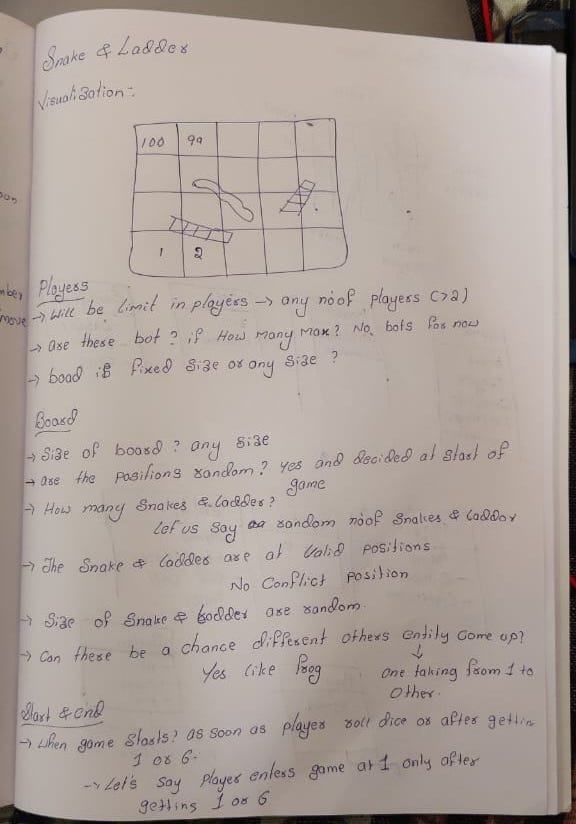 Snake & Ladder
Visualization:-
100 99
1 2
Players
→ Will be limit in players → any no of players (>2)
→ are these bot? if How many max? No bots for now
→ boad is fixed size or any size ?
Board
→ Size of board? any size
→ are the positions random? yes and decided at start of
game
→ How many Snakes & Ladder?
Let us say random no of Snakes & Laddor
→ The Snake & Ladder are at Valid positions
No Conflict position
→ Size of Snake & Ladder are random.
→ Can there be a chance different others entity come up?
Yes like frog
one taking from 1 to
other.
Start & end
→ When game starts? as soon as player roll dice or after gettin
1 or 6.
→ Let's say Player enters game at 1 only after
getting 1 or 6